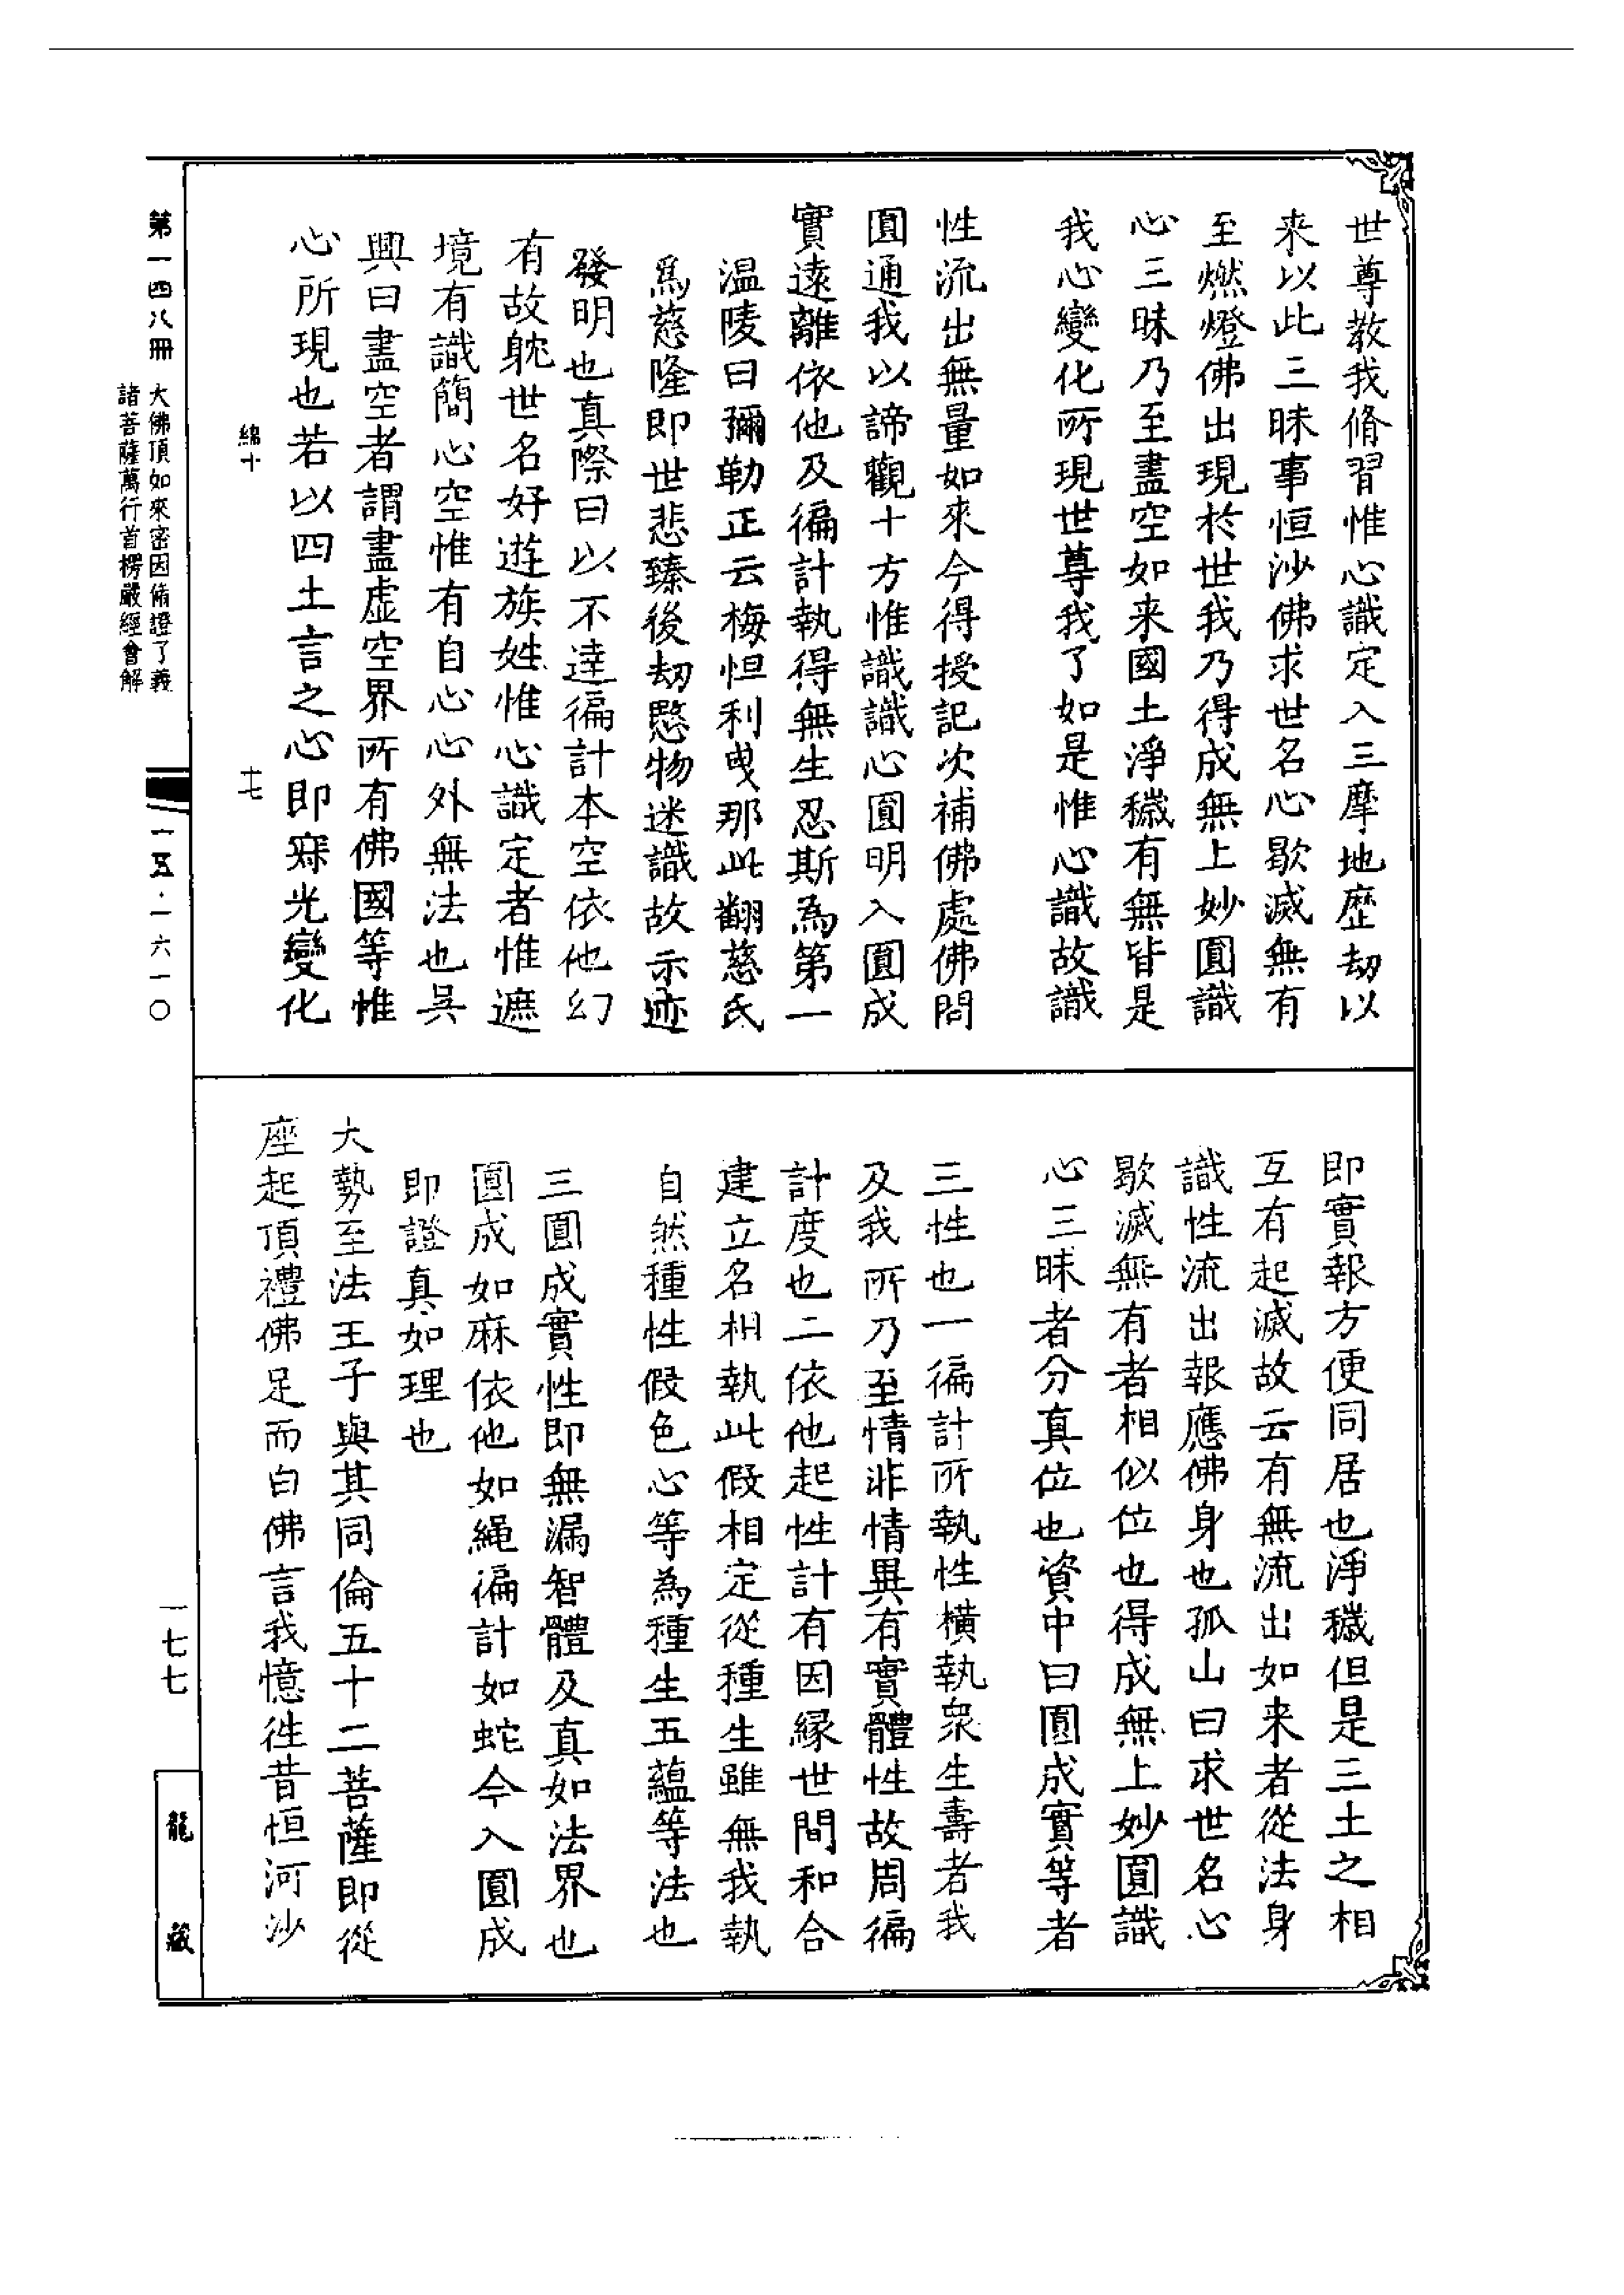 世尊教我脩習惟心識定入三摩地歷劫以
来以此三昧事恒沙佛求世名心歇滅無有
至燃燈佛出現於世我乃得成無上妙圓識
心三昧乃至盡空如来國土淨穢有無皆是
我心變化所現世尊我了如是惟心識故識
性流出無量如來今得授記次補佛處佛問
圓通我以諦觀十方惟識識心圓明入圓成
實遠離依他及徧計執得無生忍斯為第一
温陵曰彌勒正云梅怛利曳那此翻慈氏
爲慈隆即世悲臻後劫愍物迷識故示迹
發明也真際曰以不達徧計本空依他幻
有故躭世名好遊族姓惟心識定者惟遮
境有識簡心空惟有自心心外無法也吳
興曰盡空者謂盡虛空界所有佛國等惟
心所現也若以四土言之心即寂光變化
即實報方便同居也淨穢但是三土之相
互有起滅故云有無流出如来者從法身
識性流出報應佛身也孤山曰求世名心
歇滅無有者相似位也得成無上妙圓識
心三昧者分真位也資中曰圓成實等者
三性也一徧計所執性橫執衆生壽者我
及我所乃至情非情異有實體性故周徧
計度也二依他起性計有因緣世間和合
建立名相執此假相定從種生雖無我執
自然種性假色心等為種生五蘊等法也
三圓成實性即無漏智體及真如法界也
圓成如麻依他如繩徧計如蛇今入圓成
即證真如理也
大勢至法王子與其同倫五十二菩薩即從
座起頂禮佛足而白佛言我憶徃昔恒河沙
綿十
十七
第一四八冊
大佛頂如來密因脩證了義
諸菩薩萬行首楞嚴經會解
一五·一六一〇
一七七
龍藏